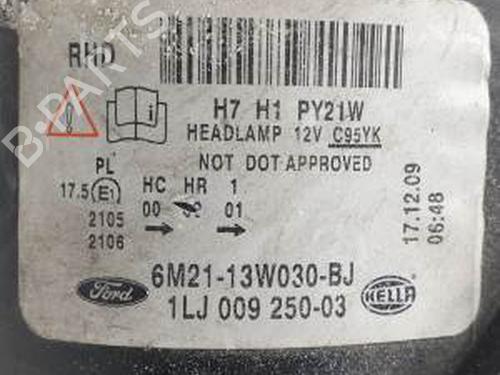 RHD
H7 H1 PY21W
HEADLAMP 12V C95YK
NOT DOT APPROVED
PL HC HR 1
17.5 E1 00 01
2105
2106
17.12.09
06:48
6M21-13W030-BJ
1LJ 009 250-03
Ford
HELLA
B-PARTS